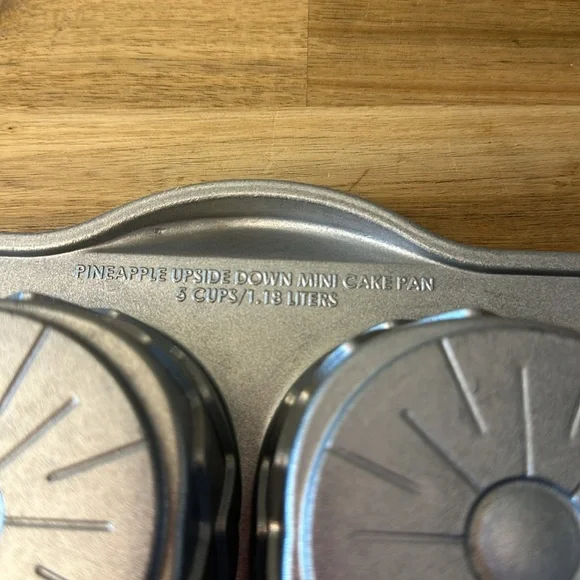 PINEAPPLE UPSIDE DOWN MINI CAKE PAN
5 CUPS/1.18 LITERS